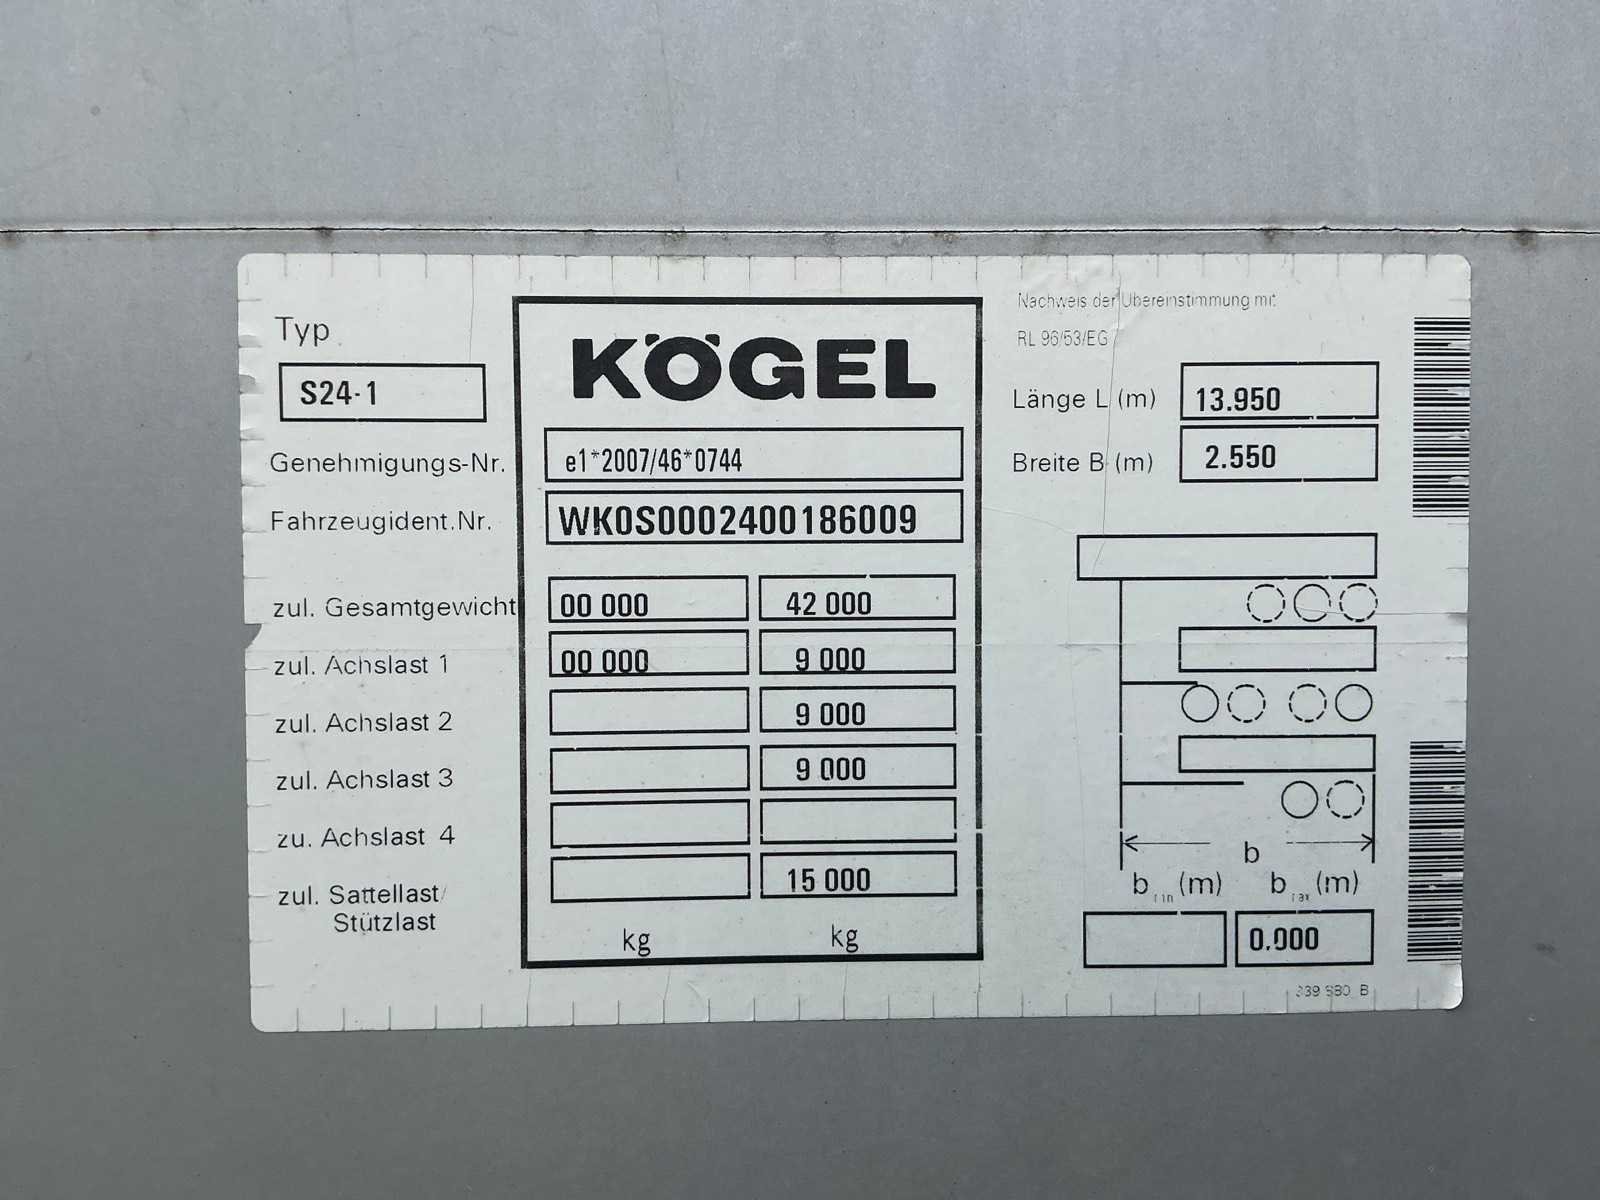 Typ
S24-1
KÖGEL
Genehmigungs-Nr.
e1*2007/46*0744
Fahrzeugident.Nr.
WK0S0002400186009
zul. Gesamtgewicht 00 000 42 000
zul. Achslast 1 00 000 9 000
zul. Achslast 2 9 000
zul. Achslast 3 9 000
zu. Achslast 4
zul. Sattellast/ 15 000
Stützlast
kg kg
Nachweis der Übereinstimmung mit
RL 96/53/EG
Länge L (m) 13.950
Breite B (m) 2.550
b
b (m) b (m)
0.000
B